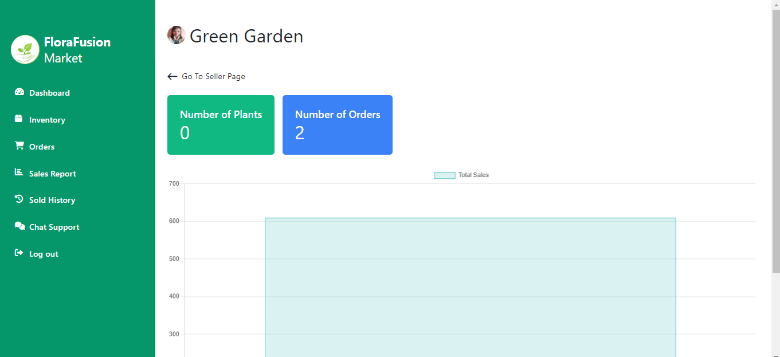 FloraFusion
Market
Dashboard
Inventory
Orders
Sales Report
Sold History
Chat Support
Log out
Green Garden
Go To Seller Page
Number of Plants
0
Number of Orders
2
Total Sales
700
600
500
400
300